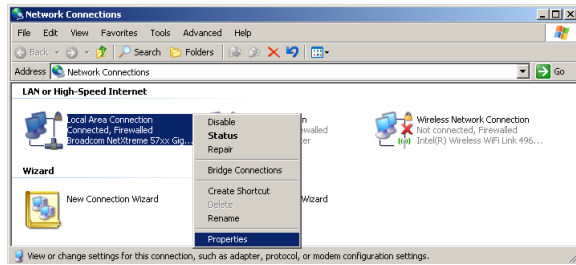 Network Connections
File Edit View Favorites Tools Advanced Help
Back Search Folders
Address Network Connections Go
LAN or High-Speed Internet
Local Area Connection
Connected, Firewalled
Broadcom NetXtreme 57xx Gig...
Disable
Status
Repair
Bridge Connections
Create Shortcut
Delete
Rename
Properties
Wireless Network Connection
Not connected, Firewalled
Intel(R) Wireless WiFi Link 496...
Wizard
New Connection Wizard
Wizard
View or change settings for this connection, such as adapter, protocol, or modem configuration settings.